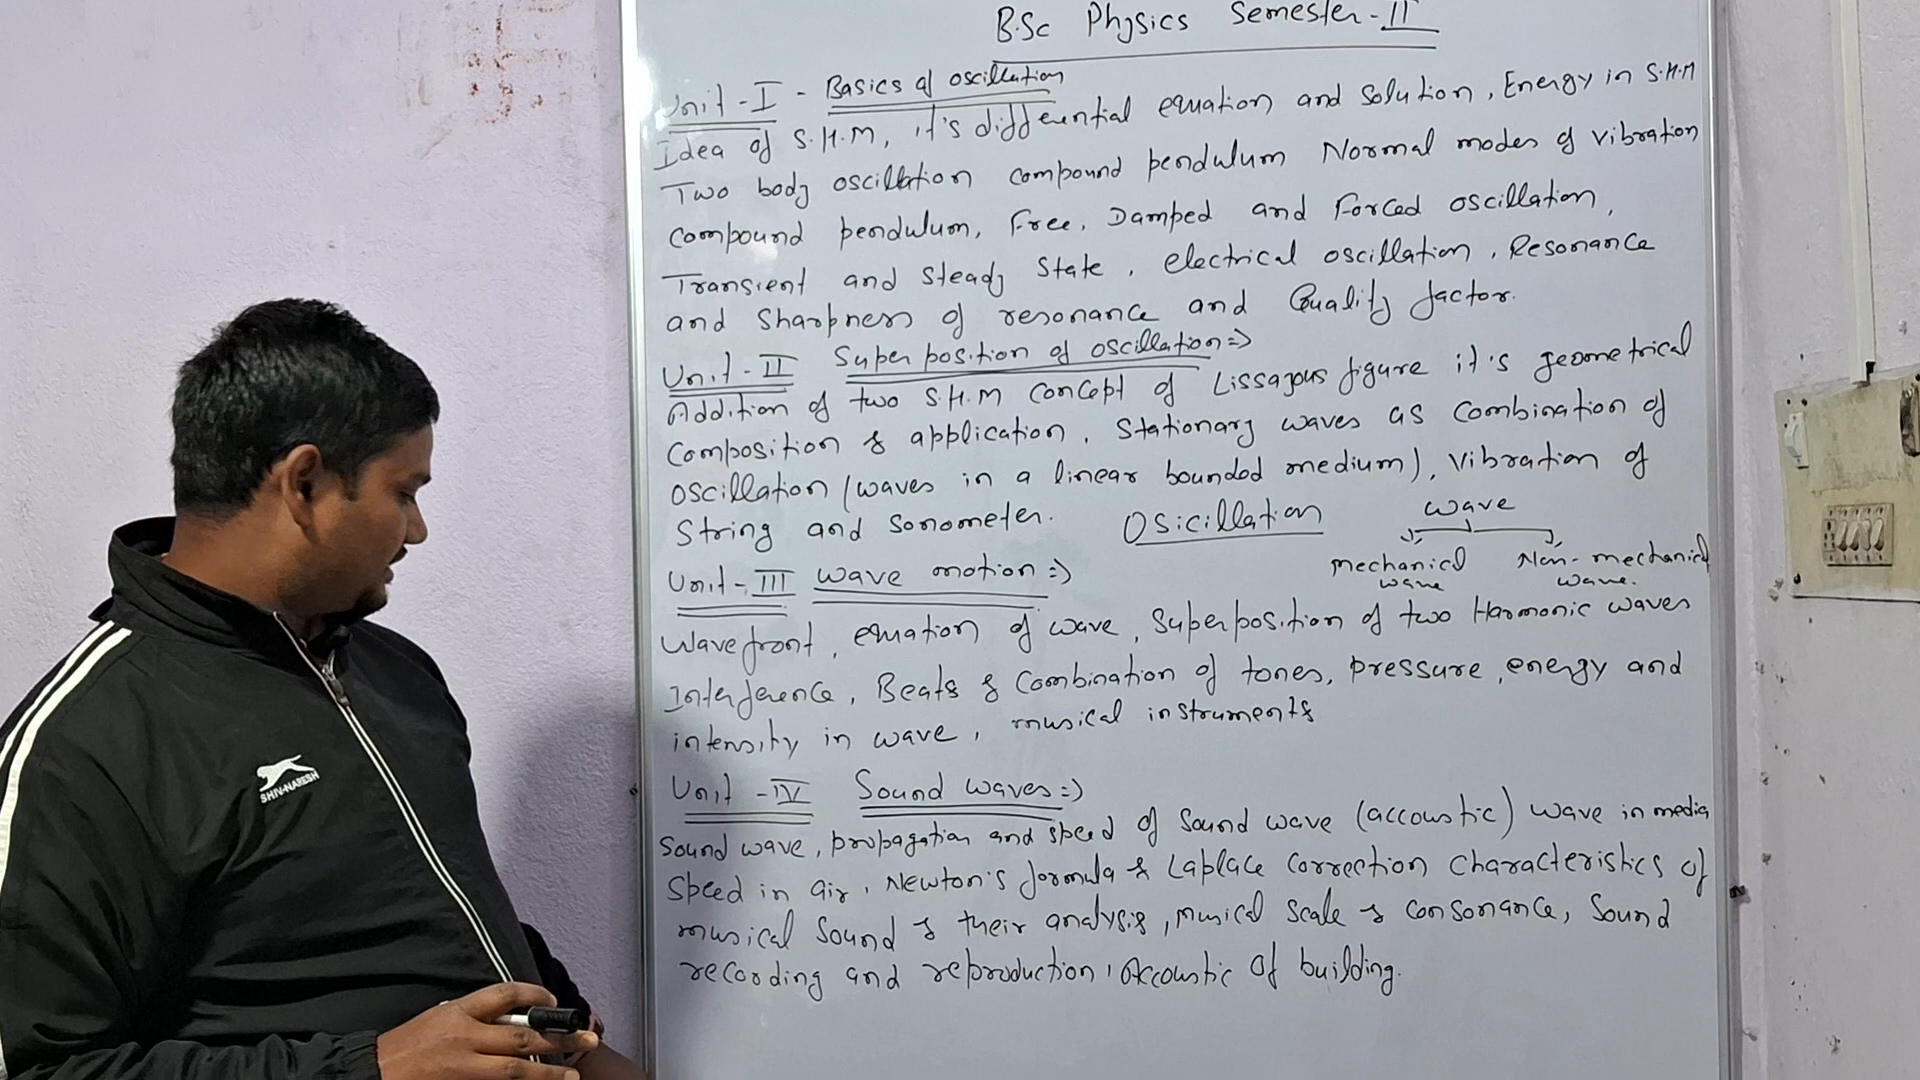 B.Sc Physics Semester-II
Unit-I - Basics of oscillation
Idea of S.H.M, it's differential equation and solution, Energy in S.H.M
Two body oscillation compound pendulum Normal modes of vibration
Compound pendulum, Free, Damped and Forced oscillation,
Transient and steady state, electrical oscillation, Resonance
and sharpness of resonance and Quality factor.
Unit-II Super position of oscillation=>
Addition of two S.H.M concept of Lissajous figure it's geometrical
Composition & application, Stationary waves as combination of
oscillation (waves in a linear bounded medium), vibration of
String and sonometer. Osicillation wave
mechanical wave Non-mechanical wave.
Unit-III wave motion=>
Wavefront, equation of wave, Superposition of two Harmonic waves
Interference, Beats & combination of tones, pressure, energy and
intensity in wave, musical instruments
Unit-IV Sound waves=>
Sound wave, propagation and speed of sound wave (accoustic) wave in media
Speed in air, Newton's formula & Laplace correction characteristics of
musical sound & their analysis, musical scale & consonance, Sound
recording and reproduction, Accoustic of building.
SHIV-NARESH